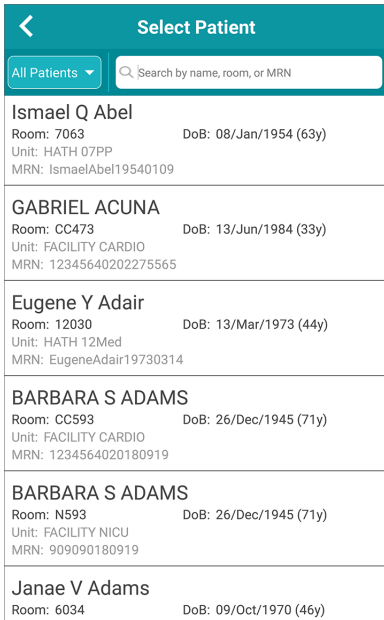 Select Patient
All Patients
Search by name, room, or MRN
Ismael Q Abel
Room: 7063 DoB: 08/Jan/1954 (63y)
Unit: HATH 07PP
MRN: IsmaelAbel19540109
GABRIEL ACUNA
Room: CC473 DoB: 13/Jun/1984 (33y)
Unit: FACILITY CARDIO
MRN: 12345640202275565
Eugene Y Adair
Room: 12030 DoB: 13/Mar/1973 (44y)
Unit: HATH 12Med
MRN: EugeneAdair19730314
BARBARA S ADAMS
Room: CC593 DoB: 26/Dec/1945 (71y)
Unit: FACILITY CARDIO
MRN: 1234564020180919
BARBARA S ADAMS
Room: N593 DoB: 26/Dec/1945 (71y)
Unit: FACILITY NICU
MRN: 909090180919
Janae V Adams
Room: 6034 DoB: 09/Oct/1970 (46y)